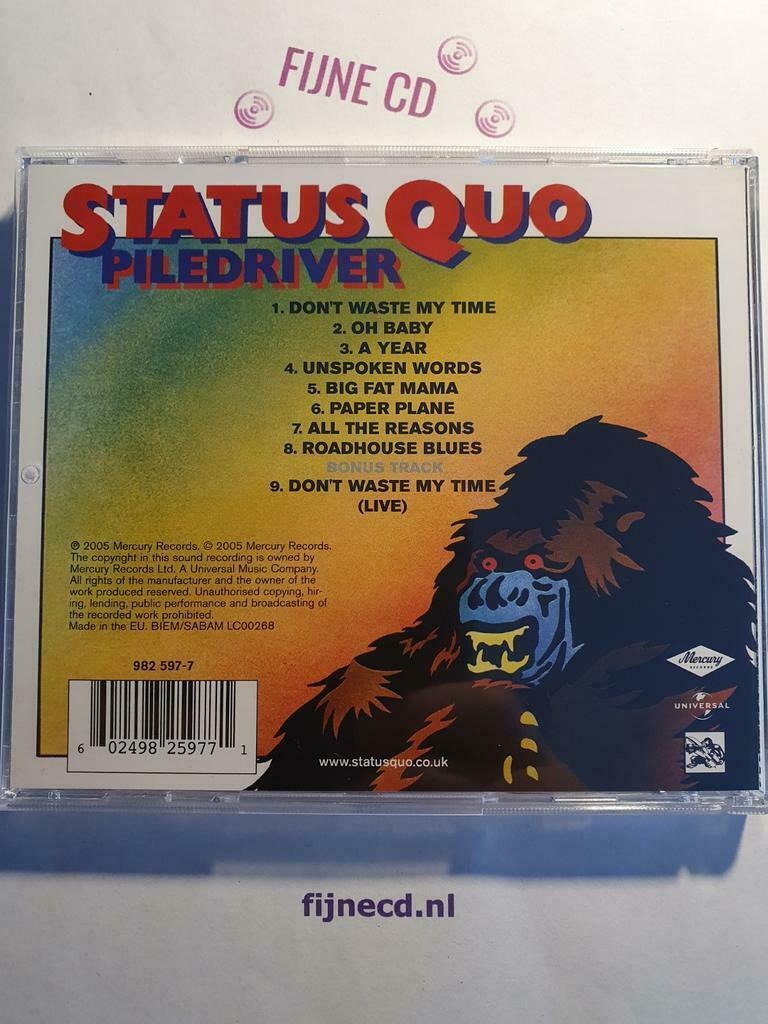 FIJNE CD
STATUS QUO
PILEDRIVER
1. DON'T WASTE MY TIME
2. OH BABY
3. A YEAR
4. UNSPOKEN WORDS
5. BIG FAT MAMA
6. PAPER PLANE
7. ALL THE REASONS
8. ROADHOUSE BLUES
BONUS TRACK
9. DON'T WASTE MY TIME
(LIVE)
℗ 2005 Mercury Records. © 2005 Mercury Records.
The copyright in this sound recording is owned by
Mercury Records Ltd. A Universal Music Company.
All rights of the manufacturer and the owner of the
work produced reserved. Unauthorised copying, hir-
ing, lending, public performance and broadcasting of
the recorded work prohibited.
Made in the EU. BIEM/SABAM LC00268
982 597-7
6 02498 25977 1
www.statusquo.co.uk
Mercury
RECORDS
UNIVERSAL
fijnecd.nl